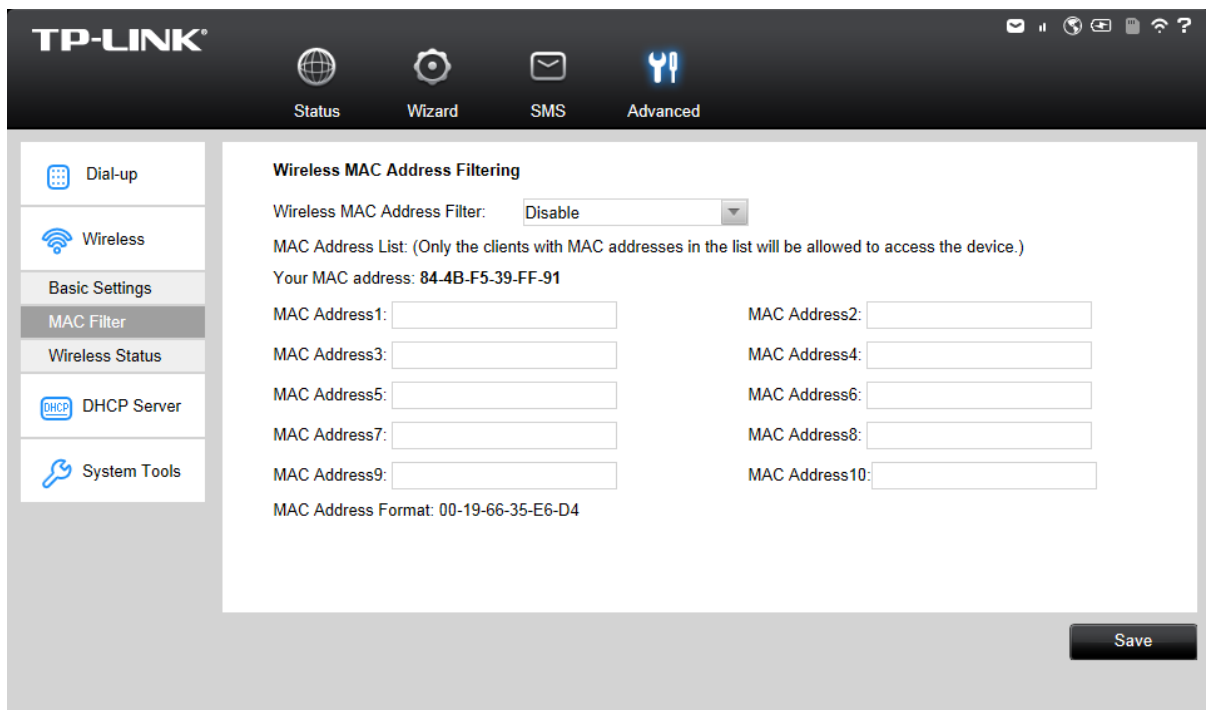 TP-LINK®
Status Wizard SMS Advanced
Dial-up
Wireless
Basic Settings
MAC Filter
Wireless Status
DHCP DHCP Server
System Tools
Wireless MAC Address Filtering
Wireless MAC Address Filter: Disable
MAC Address List: (Only the clients with MAC addresses in the list will be allowed to access the device.)
Your MAC address: 84-4B-F5-39-FF-91
MAC Address1: MAC Address2:
MAC Address3: MAC Address4:
MAC Address5: MAC Address6:
MAC Address7: MAC Address8:
MAC Address9: MAC Address10:
MAC Address Format: 00-19-66-35-E6-D4
Save